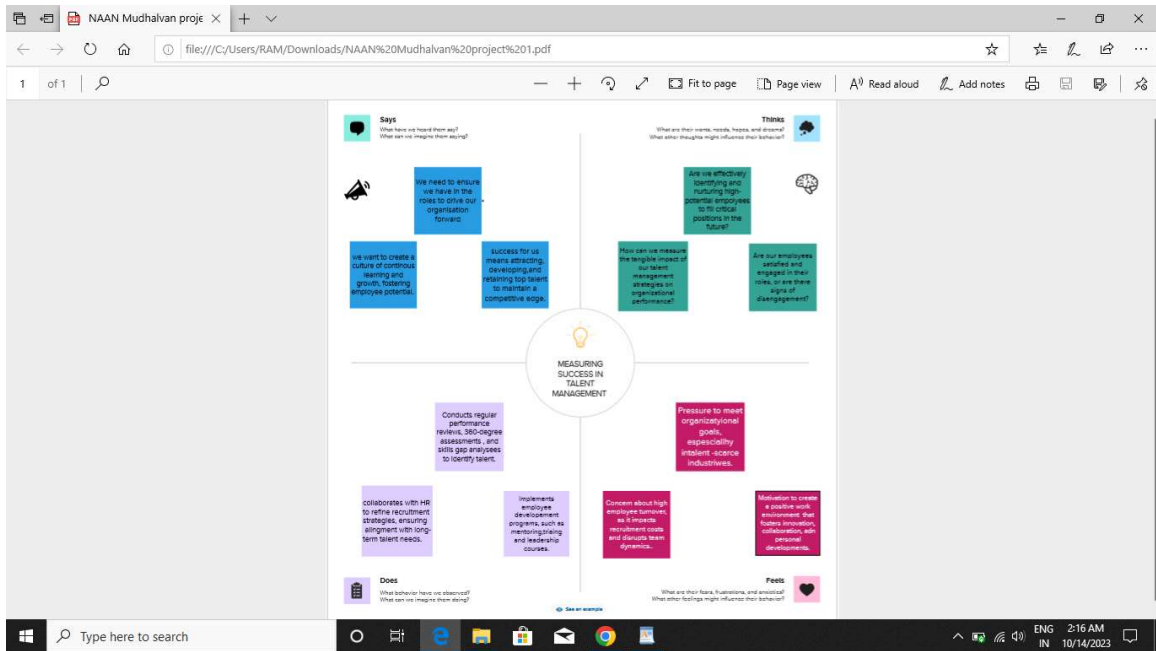 NAAN Mudhalvan proje
file:///C:/Users/RAM/Downloads/NAAN%20Mudhalvan%20project%201.pdf
1 of 1
Fit to page
Page view
Read aloud
Add notes
Says
What have we heard them say?
What can we imagine them saying?
Thinks
What are their wants, needs, hopes, and dreams?
What other thoughts might influence their behavior?
We need to ensure
we have in the
roles to drive our
organisation
forward
we want to create a
culture of continous
learning and
growth, fostering
employee potential.
success for us
means attracting,
developing,and
retaining top talent
to maintain a
competitive edge.
Are we effectively
identifying and
nurturing high-
potential empolyees
to fill critical
positions in the
future?
How can we measure
the tangible impact of
our talent
management
strategies on
organizational
performance?
Are our employees
satisfied and
engaged in their
roles, or are there
signs of
disengagement?
MEASURING
SUCCESS IN
TALENT
MANAGEMENT
Conducts regular
performance
reviews, 360-degree
assessments , and
skills gap analysees
to identify talent.
collaborates with HR
to refine recruitment
strategies, ensuring
alingment with long-
term talent needs.
Implements
employee
developement
programs, such as
and leadership
courses.
Pressure to meet
organizatyional
goals,
espesciallhy
intalent -scarce
industriwes.
Concern about high
employee turnover,
as it impacts
recruitment costs
and disrupts team
dynamics..
Motivation to create
a positive work
environment that
fosters innovation,
collaboration, adn
personal
developments.
Does
What behavior have we observed?
What can we imagine them doing?
Feels
What are their fears, frustrations, and anxieties?
What other feelings might influence their behavior?
See an example
Type here to search
ENG
IN
2:16 AM
10/14/2023